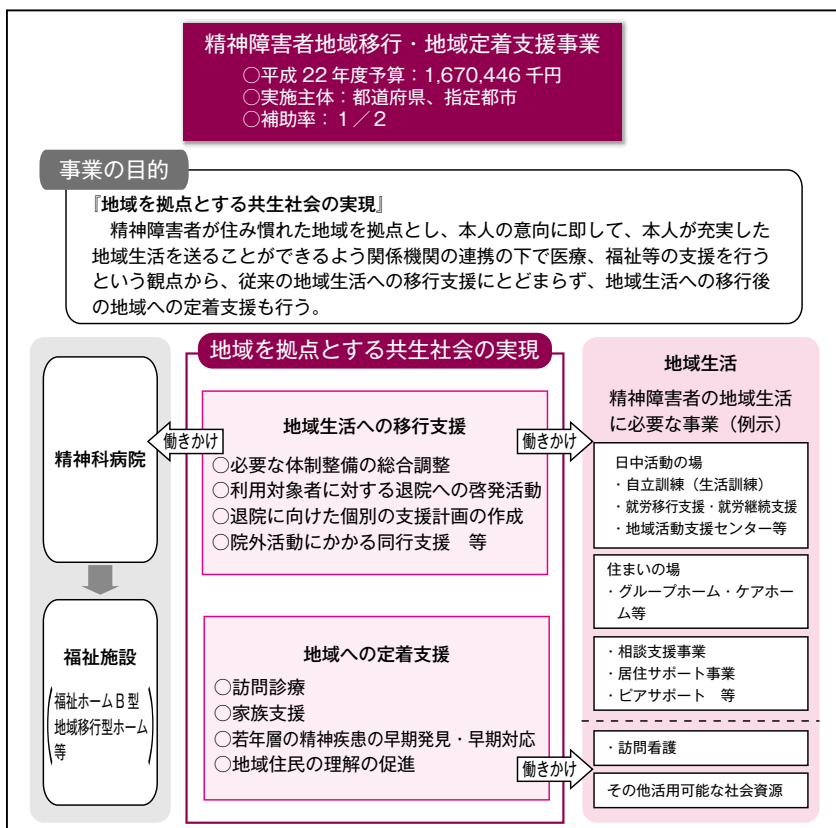 精神障害者地域移行・地域定着支援事業
○平成 22 年度予算：1,670,446 千円
○実施主体：都道府県、指定都市
○補助率：１／２
事業の目的
『地域を拠点とする共生社会の実現』
精神障害者が住み慣れた地域を拠点とし、本人の意向に即して、本人が充実した
地域生活を送ることができるよう関係機関の連携の下で医療、福祉等の支援を行う
という観点から、従来の地域生活への移行支援にとどまらず、地域生活への移行後
の地域への定着支援も行う。
精神科病院
福祉施設
福祉ホームＢ型
地域移行型ホーム
等
地域を拠点とする共生社会の実現
働きかけ
地域生活への移行支援
○必要な体制整備の総合調整
○利用対象者に対する退院への啓発活動
○退院に向けた個別の支援計画の作成
○院外活動にかかる同行支援　等
働きかけ
地域への定着支援
○訪問診療
○家族支援
○若年層の精神疾患の早期発見・早期対応
○地域住民の理解の促進
働きかけ
地域生活
精神障害者の地域生活
に必要な事業（例示）
日中活動の場
・自立訓練（生活訓練）
・就労移行支援・就労継続支援
・地域活動支援センター等
住まいの場
・グループホーム・ケアホー
ム等
・相談支援事業
・居住サポート事業
・ピアサポート　等
・訪問看護
その他活用可能な社会資源